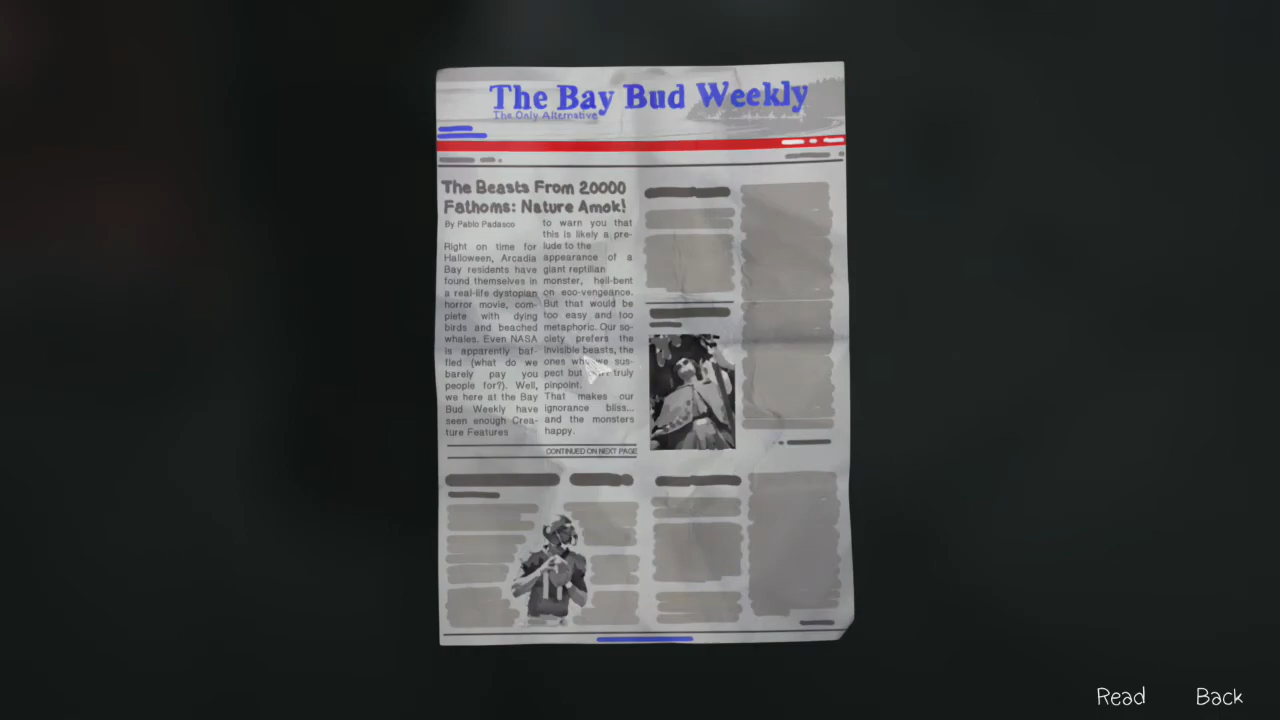 The Bay Bud Weekly
The Only Alternative
The Beasts From 20000
Fathoms: Nature Amok!
By Pablo Padasco
Right on time for
Halloween, Arcadia
Bay residents have
found themselves in
a real-life dystopian
horror movie, com-
plete with dying
birds and beached
whales. Even NASA
is apparently baf-
fled (what do we
barely pay you
people for?). Well,
we here at the Bay
Bud Weekly have
seen enough Crea-
ture Features
to warn you that
this is likely a pre-
lude to the
appearance of a
giant reptilian
monster, hell-bent
on eco-vengeance.
But that would be
too easy and too
metaphoric. Our so-
ciety prefers the
invisible beasts, the
ones who we sus-
pect but truly
pinpoint.
That makes our
ignorance bliss...
and the monsters
happy.
CONTINUED ON NEXT PAGE
Read
Back